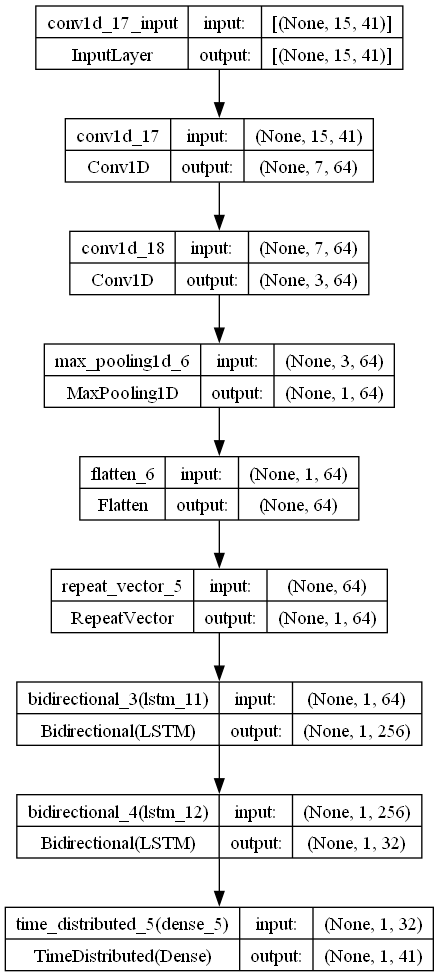 conv1d_17_input input: [(None, 15, 41)]
InputLayer output: [(None, 15, 41)]
conv1d_17 input: (None, 15, 41)
Conv1D output: (None, 7, 64)
conv1d_18 input: (None, 7, 64)
Conv1D output: (None, 3, 64)
max_pooling1d_6 input: (None, 3, 64)
MaxPooling1D output: (None, 1, 64)
flatten_6 input: (None, 1, 64)
Flatten output: (None, 64)
repeat_vector_5 input: (None, 64)
RepeatVector output: (None, 1, 64)
bidirectional_3(lstm_11) input: (None, 1, 64)
Bidirectional(LSTM) output: (None, 1, 256)
bidirectional_4(lstm_12) input: (None, 1, 256)
Bidirectional(LSTM) output: (None, 1, 32)
time_distributed_5(dense_5) input: (None, 1, 32)
TimeDistributed(Dense) output: (None, 1, 41)